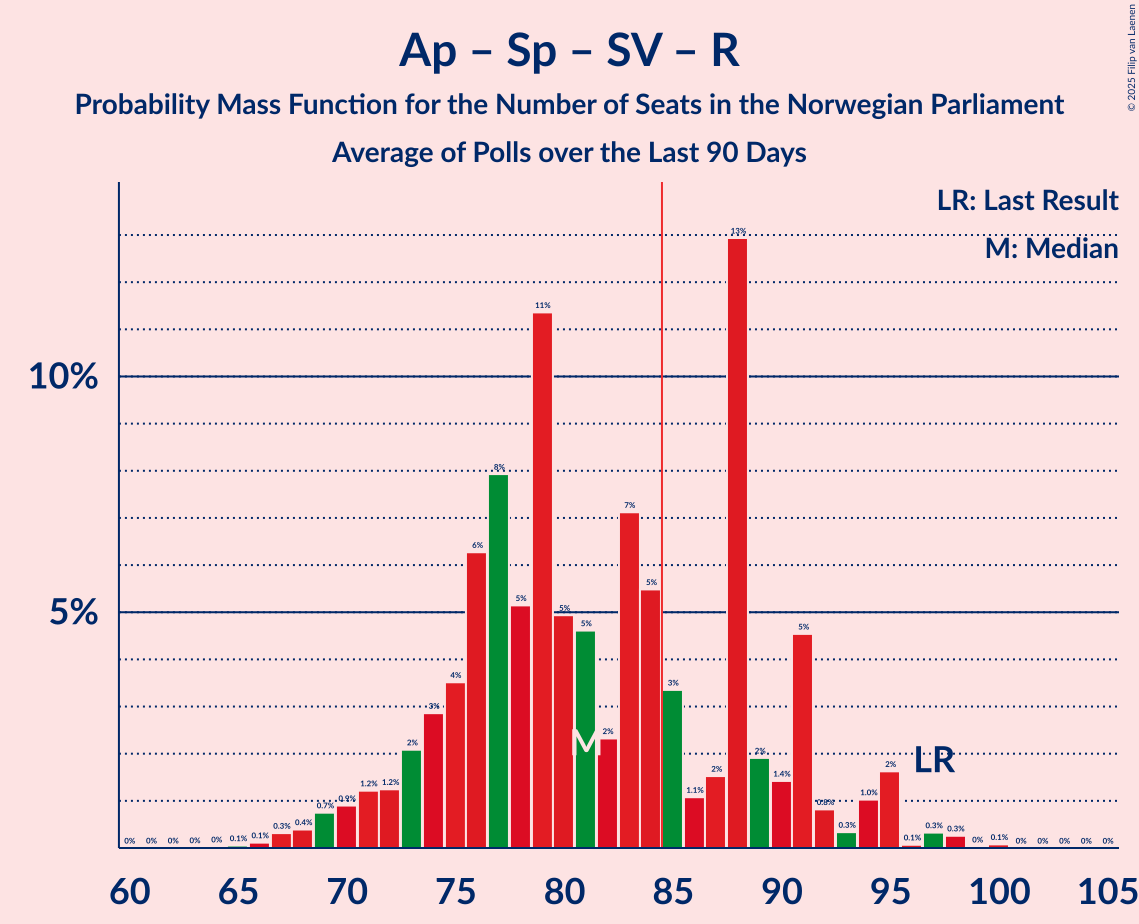 © 2025 Filip van Laenen
Ap – Sp – SV – R
Probability Mass Function for the Number of Seats in the Norwegian Parliament
Average of Polls over the Last 90 Days
LR: Last Result
M: Median
10%
5%
0% 0% 0% 0% 0% 0.1% 0.1% 0.3% 0.4% 0.7% 0.9% 1.2% 1.2% 2% 3% 4% 6% 8% 5% 11% 5% 5% 2% 7% 5% 3% 1.1% 2% 13% 2% 1.4% 5% 0.8% 0.3% 1.0% 2% 0.1% 0.3% 0.3% 0% 0.1% 0% 0% 0% 0% 0%
M
LR
60 65 70 75 80 85 90 95 100 105